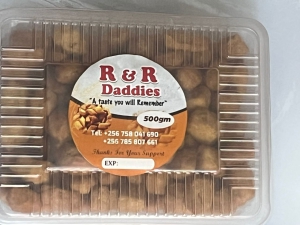 R & R
Daddies
"A taste you will Remember"
500gm
Tel: +256 758 041 690
+256 785 807 661
Thanks For Your Support
EXP: